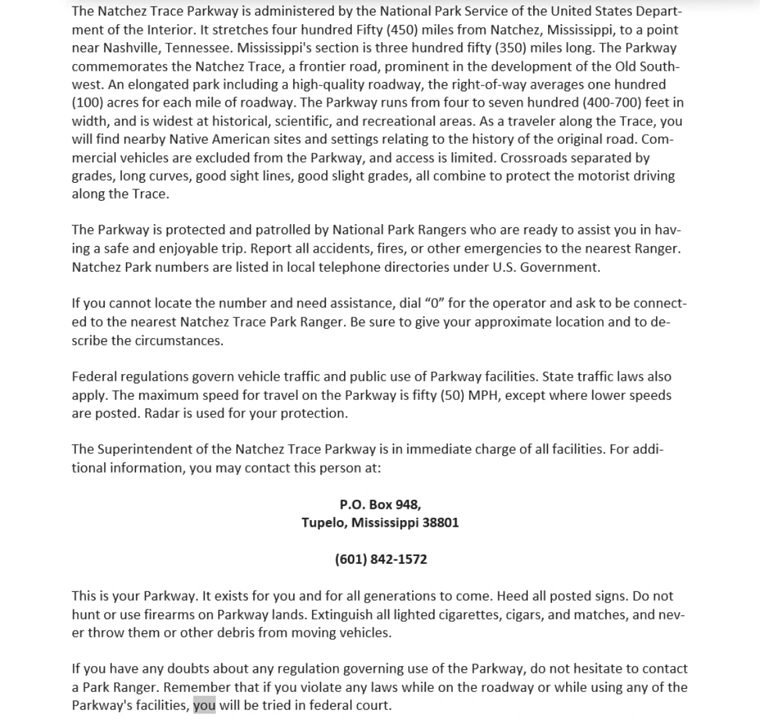 The Natchez Trace Parkway is administered by the National Park Service of the United States Depart-
ment of the Interior. It stretches four hundred Fifty (450) miles from Natchez, Mississippi, to a point
near Nashville, Tennessee. Mississippi's section is three hundred fifty (350) miles long. The Parkway
commemorates the Natchez Trace, a frontier road, prominent in the development of the Old South-
west. An elongated park including a high-quality roadway, the right-of-way averages one hundred
(100) acres for each mile of roadway. The Parkway runs from four to seven hundred (400-700) feet in
width, and is widest at historical, scientific, and recreational areas. As a traveler along the Trace, you
will find nearby Native American sites and settings relating to the history of the original road. Com-
mercial vehicles are excluded from the Parkway, and access is limited. Crossroads separated by
grades, long curves, good sight lines, good slight grades, all combine to protect the motorist driving
along the Trace.
The Parkway is protected and patrolled by National Park Rangers who are ready to assist you in hav-
ing a safe and enjoyable trip. Report all accidents, fires, or other emergencies to the nearest Ranger.
Natchez Park numbers are listed in local telephone directories under U.S. Government.
If you cannot locate the number and need assistance, dial “0” for the operator and ask to be connect-
ed to the nearest Natchez Trace Park Ranger. Be sure to give your approximate location and to de-
scribe the circumstances.
Federal regulations govern vehicle traffic and public use of Parkway facilities. State traffic laws also
apply. The maximum speed for travel on the Parkway is fifty (50) MPH, except where lower speeds
are posted. Radar is used for your protection.
The Superintendent of the Natchez Trace Parkway is in immediate charge of all facilities. For addi-
tional information, you may contact this person at:
P.O. Box 948,
Tupelo, Mississippi 38801
(601) 842-1572
This is your Parkway. It exists for you and for all generations to come. Heed all posted signs. Do not
hunt or use firearms on Parkway lands. Extinguish all lighted cigarettes, cigars, and matches, and nev-
er throw them or other debris from moving vehicles.
If you have any doubts about any regulation governing use of the Parkway, do not hesitate to contact
a Park Ranger. Remember that if you violate any laws while on the roadway or while using any of the
Parkway's facilities, you will be tried in federal court.